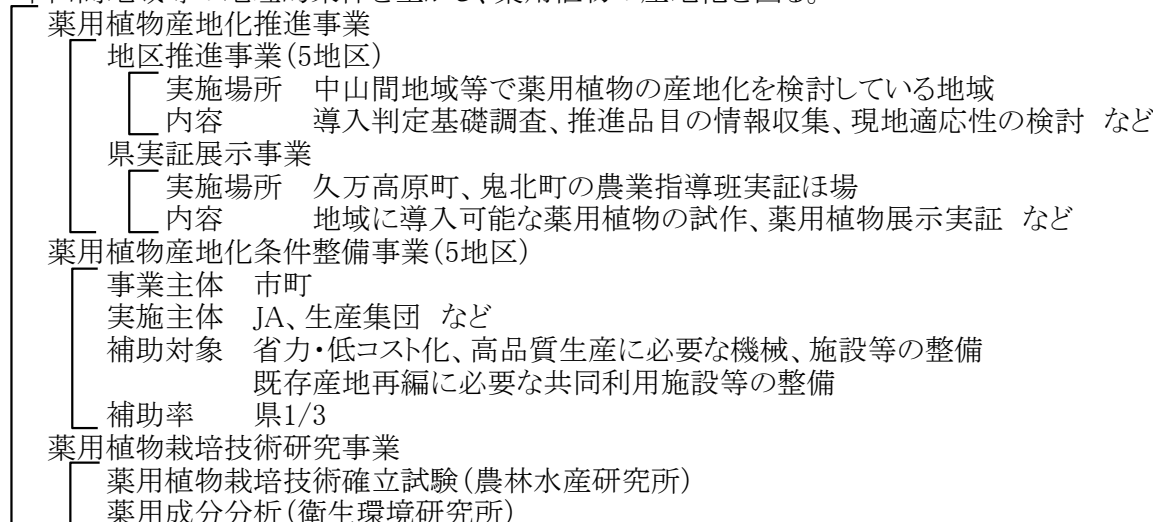 薬用植物産地化推進事業
地区推進事業(5地区)
実施場所 中山間地域等で薬用植物の産地化を検討している地域
内容 導入判定基礎調査、推進品目の情報収集、現地適応性の検討 など
県実証展示事業
実施場所 久万高原町、鬼北町の農業指導班実証ほ場
内容 地域に導入可能な薬用植物の試作、薬用植物展示実証 など
薬用植物産地化条件整備事業(5地区)
事業主体 市町
実施主体 JA、生産集団 など
補助対象 省力・低コスト化、高品質生産に必要な機械、施設等の整備
既存産地再編に必要な共同利用施設等の整備
補助率 県1/3
薬用植物栽培技術研究事業
薬用植物栽培技術確立試験(農林水産研究所)
薬用成分分析(衛生環境研究所)